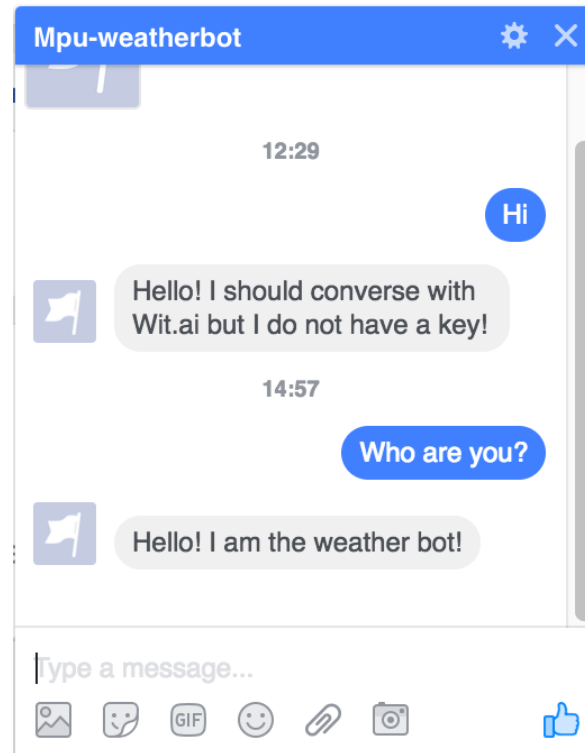 Mpu-weatherbot
12:29
Hi
Hello! I should converse with
Wit.ai but I do not have a key!
14:57
Who are you?
Hello! I am the weather bot!
Type a message...
GIF